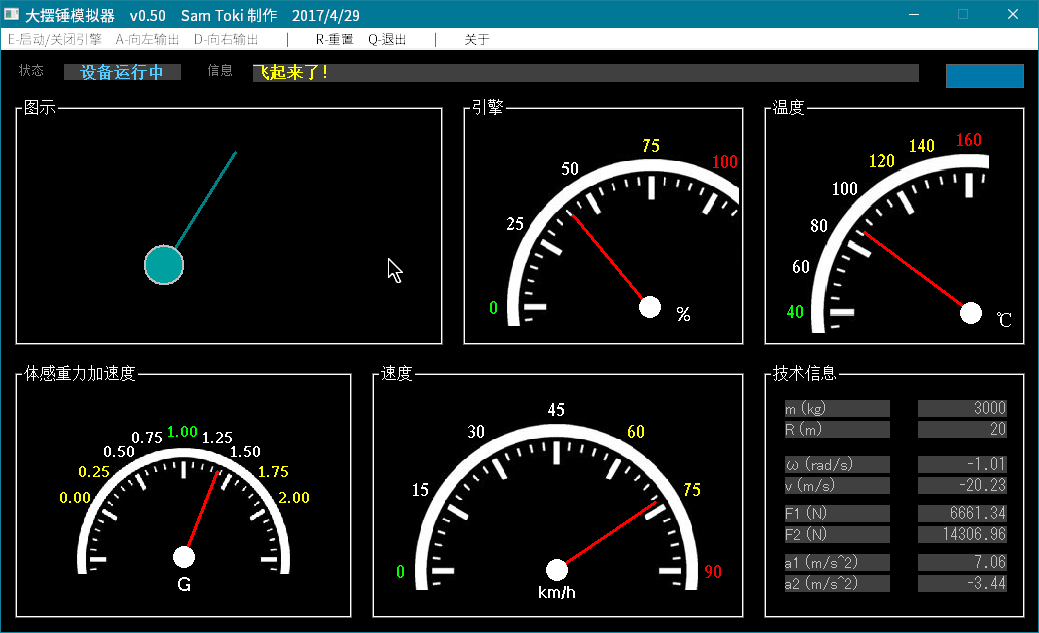 大摆锤模拟器 v0.50 Sam Toki 制作 2017/4/29
E-启动/关闭引擎 A-向左输出 D-向右输出 | R-重置 Q-退出 | 关于
状态 设备运行中 信息 飞起来了!
图示
引擎
0
25
50
75
100
%
温度
40
60
80
100
120
140
160
℃
体感重力加速度
0.00
0.25
0.50
0.75
1.00
1.25
1.50
1.75
2.00
G
速度
0
15
30
45
60
75
90
km/h
技术信息
m (kg) 3000
R (m) 20
ω (rad/s) -1.01
v (m/s) -20.23
F1 (N) 6661.34
F2 (N) 14306.96
a1 (m/s^2) 7.06
a2 (m/s^2) -3.44